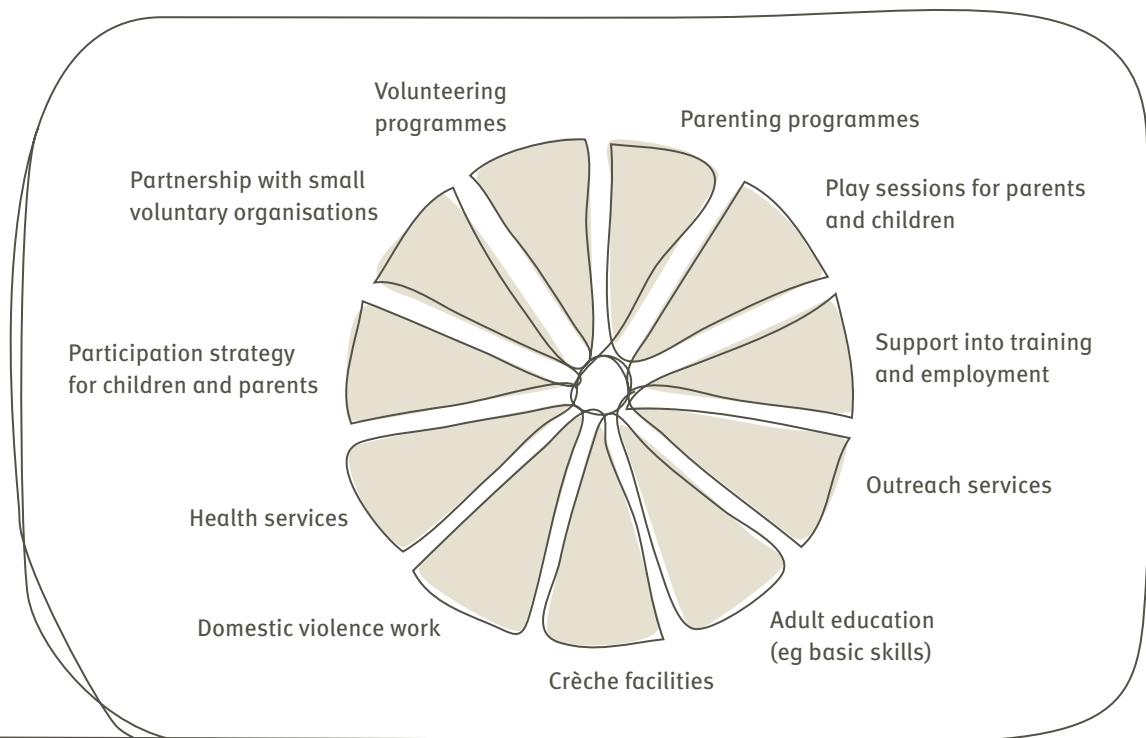 Volunteering
programmes
Parenting programmes
Partnership with small
voluntary organisations
Play sessions for parents
and children
Participation strategy
for children and parents
Support into training
and employment
Health services
Outreach services
Domestic violence work
Adult education
(eg basic skills)
Crèche facilities